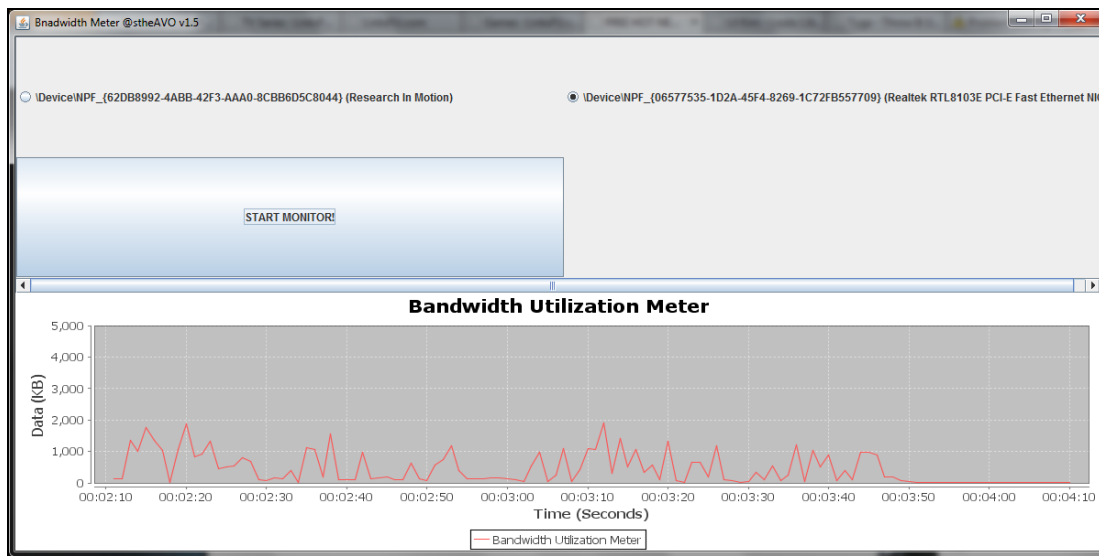 Bnadwidth Meter @stheAVO v1.5
\Device\NPF_{62DB8992-4ABB-42F3-AAA0-8CBB6D5C8044} (Research In Motion)
\Device\NPF_{06577535-1D2A-45F4-8269-1C72FB557709} (Realtek RTL8103E PCI-E Fast Ethernet NIC
START MONITOR!
Bandwidth Utilization Meter
Data (KB)
5,000
4,000
3,000
2,000
1,000
0
00:02:10 00:02:20 00:02:30 00:02:40 00:02:50 00:03:00 00:03:10 00:03:20 00:03:30 00:03:40 00:03:50 00:04:00 00:04:10
Time (Seconds)
Bandwidth Utilization Meter